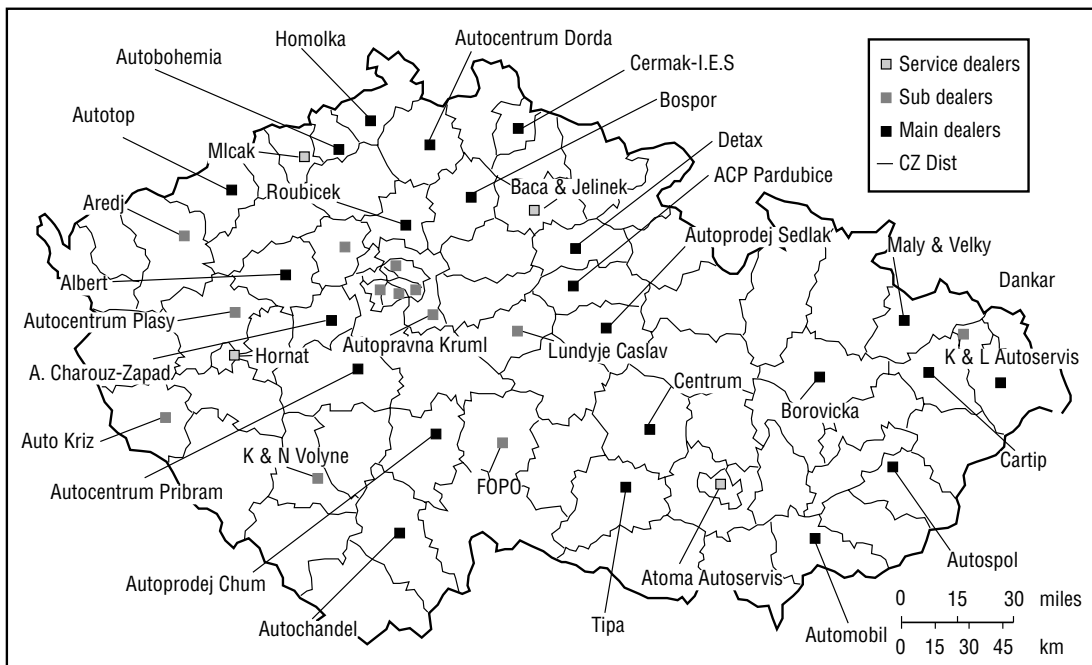 Homolka
Autocentrum Dorda
Autobohemia
Cermak-I.E.S
Service dealers
Sub dealers
Main dealers
CZ Dist
Bospor
Autotop
Mlcak
Detax
ACP Pardubice
Roubicek
Baca & Jelinek
Aredj
Autoprodej Sedlak
Maly & Velky
Dankar
Albert
Autocentrum Plasy
Autopravna Kruml
Lundyje Caslav
Hornat
K & L Autoservis
A. Charouz-Zapad
Centrum
Borovicka
Auto Kriz
K & N Volyne
Cartip
Autocentrum Pribram
FOPO
Autospol
Autoprodej Chum
Atoma Autoservis
Autochandel
Tipa
Automobil
0 15 30 miles
0 15 30 45 km